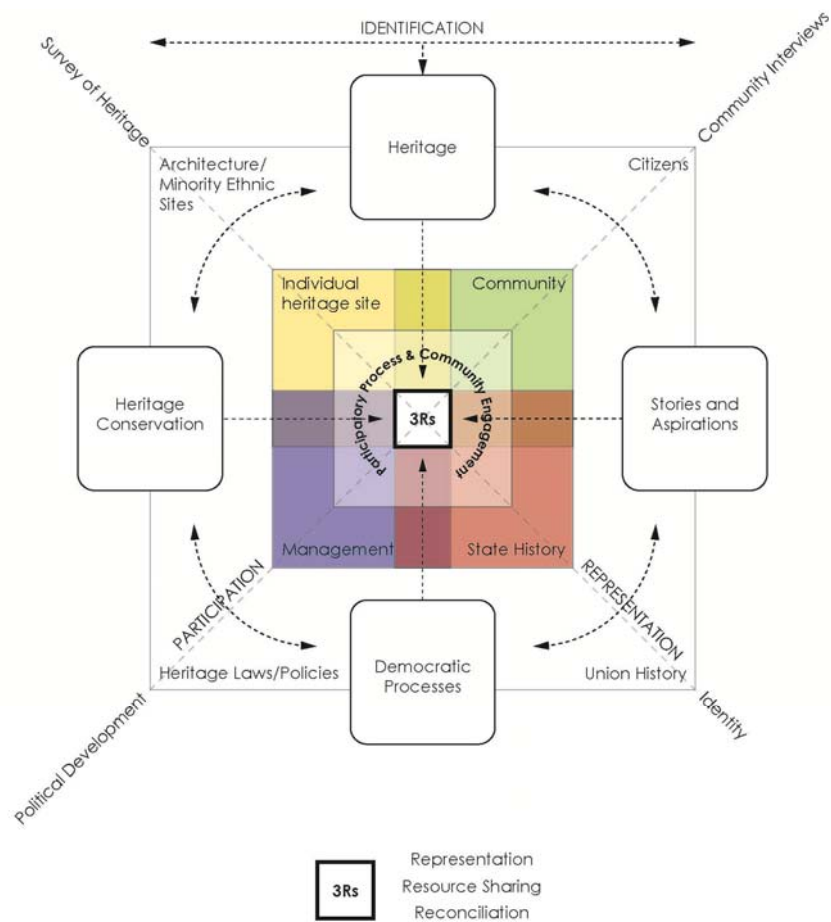 IDENTIFICATION
Survey of Heritage
Community Interviews
Heritage
Architecture/
Minority Ethnic
Sites
Citizens
Individual
heritage site
Community
Participatory Process & Community Engagement
Heritage
Conservation
3Rs
Stories and
Aspirations
Management
State History
PARTICIPATION
REPRESENTATION
Heritage Laws/Policies
Democratic
Processes
Union History
Political Development
Identity
3Rs
Representation
Resource Sharing
Reconciliation